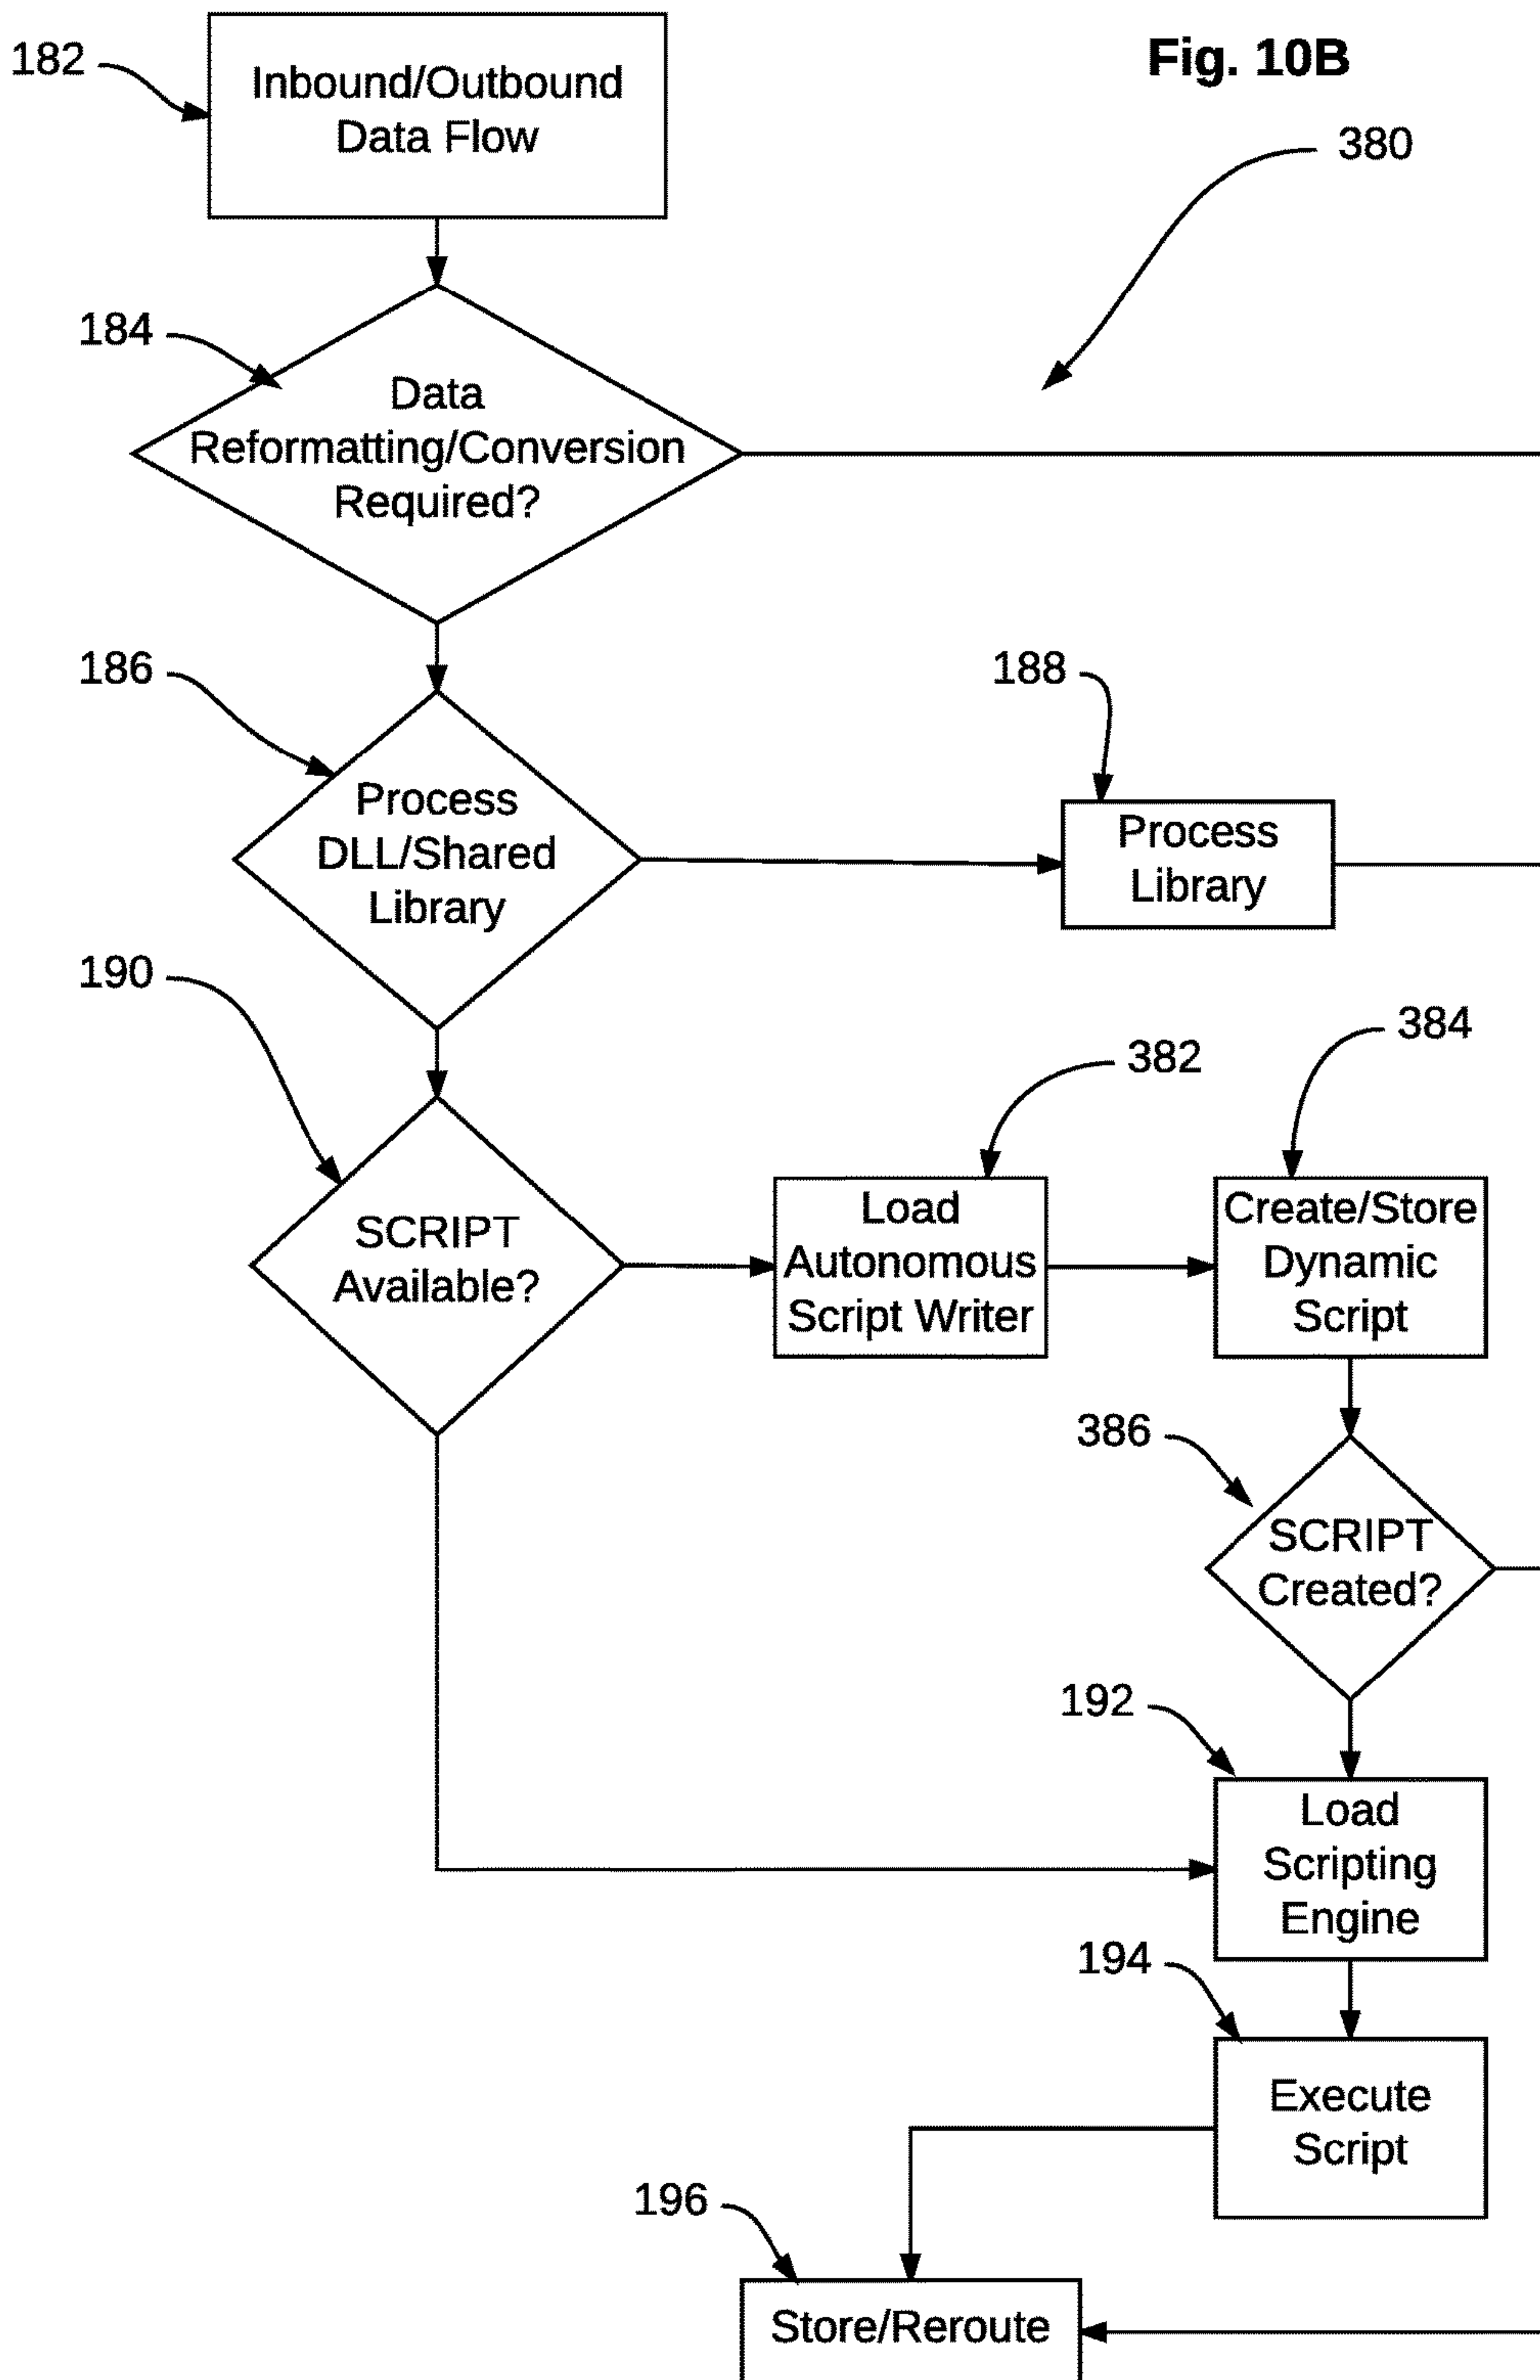 Fig. 10B
182
Inbound/Outbound
Data Flow
380
184
Data
Reformatting/Conversion
Required?
186
Process
DLL/Shared
Library
188
Process
Library
190
SCRIPT
Available?
382
Load
Autonomous
Script Writer
384
Create/Store
Dynamic
Script
386
SCRIPT
Created?
192
Load
Scripting
Engine
194
Execute
Script
196
Store/Reroute